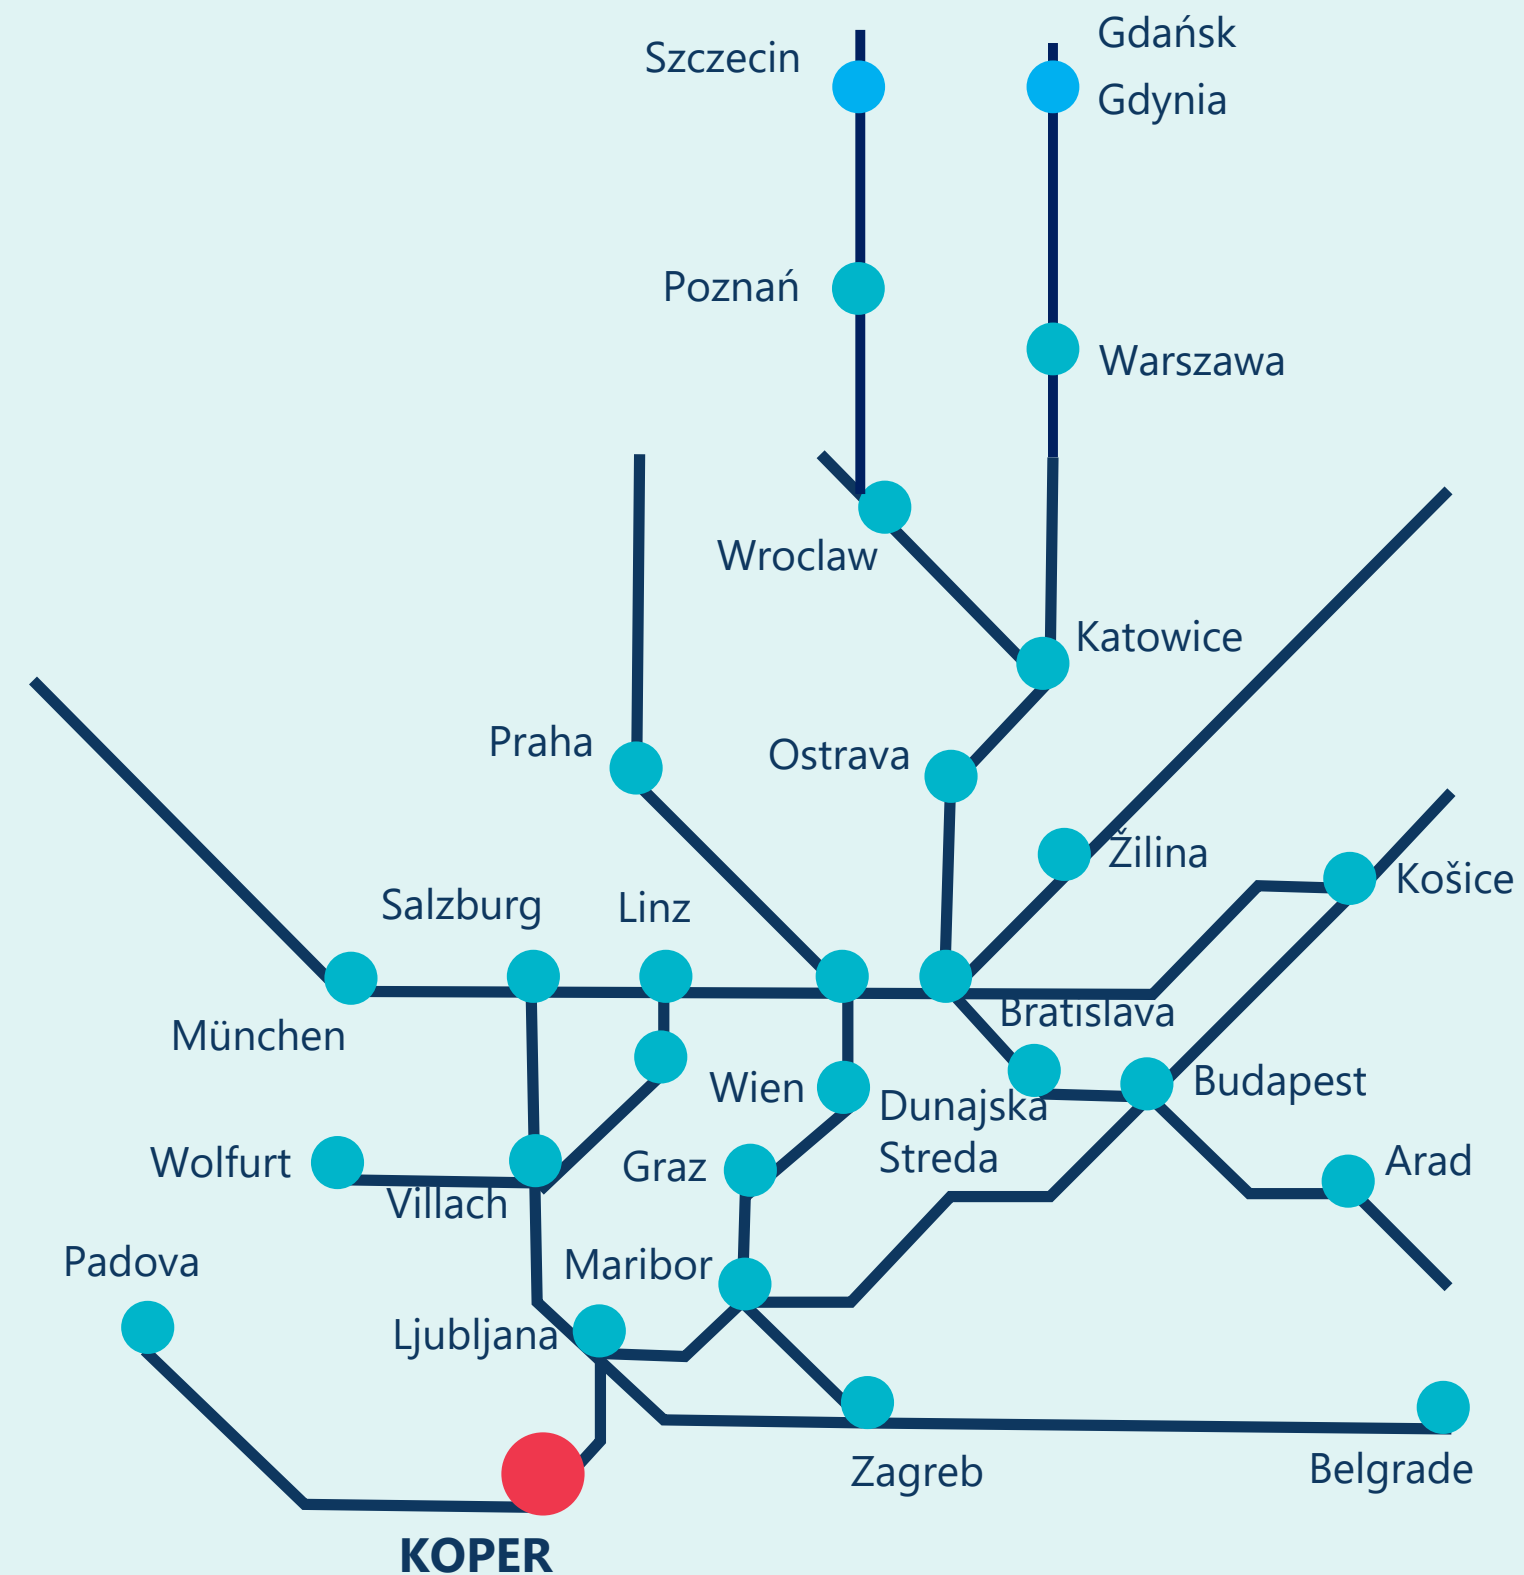 Gdańsk
Szczecin
Gdynia
Poznań
Warszawa
Wroclaw
Katowice
Praha
Ostrava
Žilina
Košice
Salzburg
Linz
Bratislava
München
Budapest
Wien
Dunajska
Streda
Wolfurt
Graz
Arad
Villach
Padova
Maribor
Ljubljana
Zagreb
Belgrade
KOPER